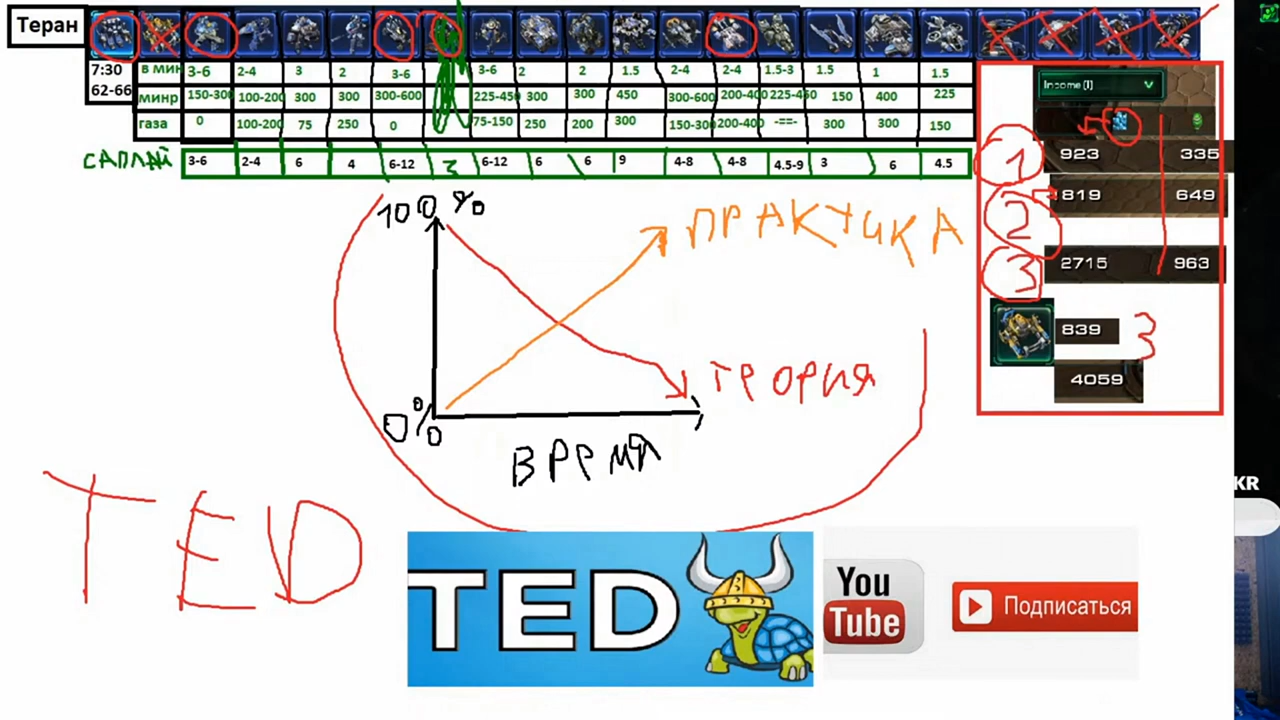 Теран
7:30
62-66
в мин 3-6 2-4 3 2 3-6 3-6 2 2 1.5 2-4 2-4 1.5-3 1.5 1 1.5
минр 150-300 100-200 300 300 300-600 225-450 300 300 450 300-600 200-400 225-450 150 400 225
газа 0 100-200 75 250 0 75-150 250 200 300 150-300 200-400 -==- 300 300 150
САПЛАЙ 3-6 2-4 6 4 6-12 3 6-12 6 6 9 4-8 4-8 4.5-9 3 6 4.5
Income [I]
1 923 335
2 1819 649
3 2715 963
839 3
4059
100 %
ПРАКТИКА
ТЕОРИЯ
0%
ВРЕМЯ
KR
TED
TED
You
Tube
Подписаться